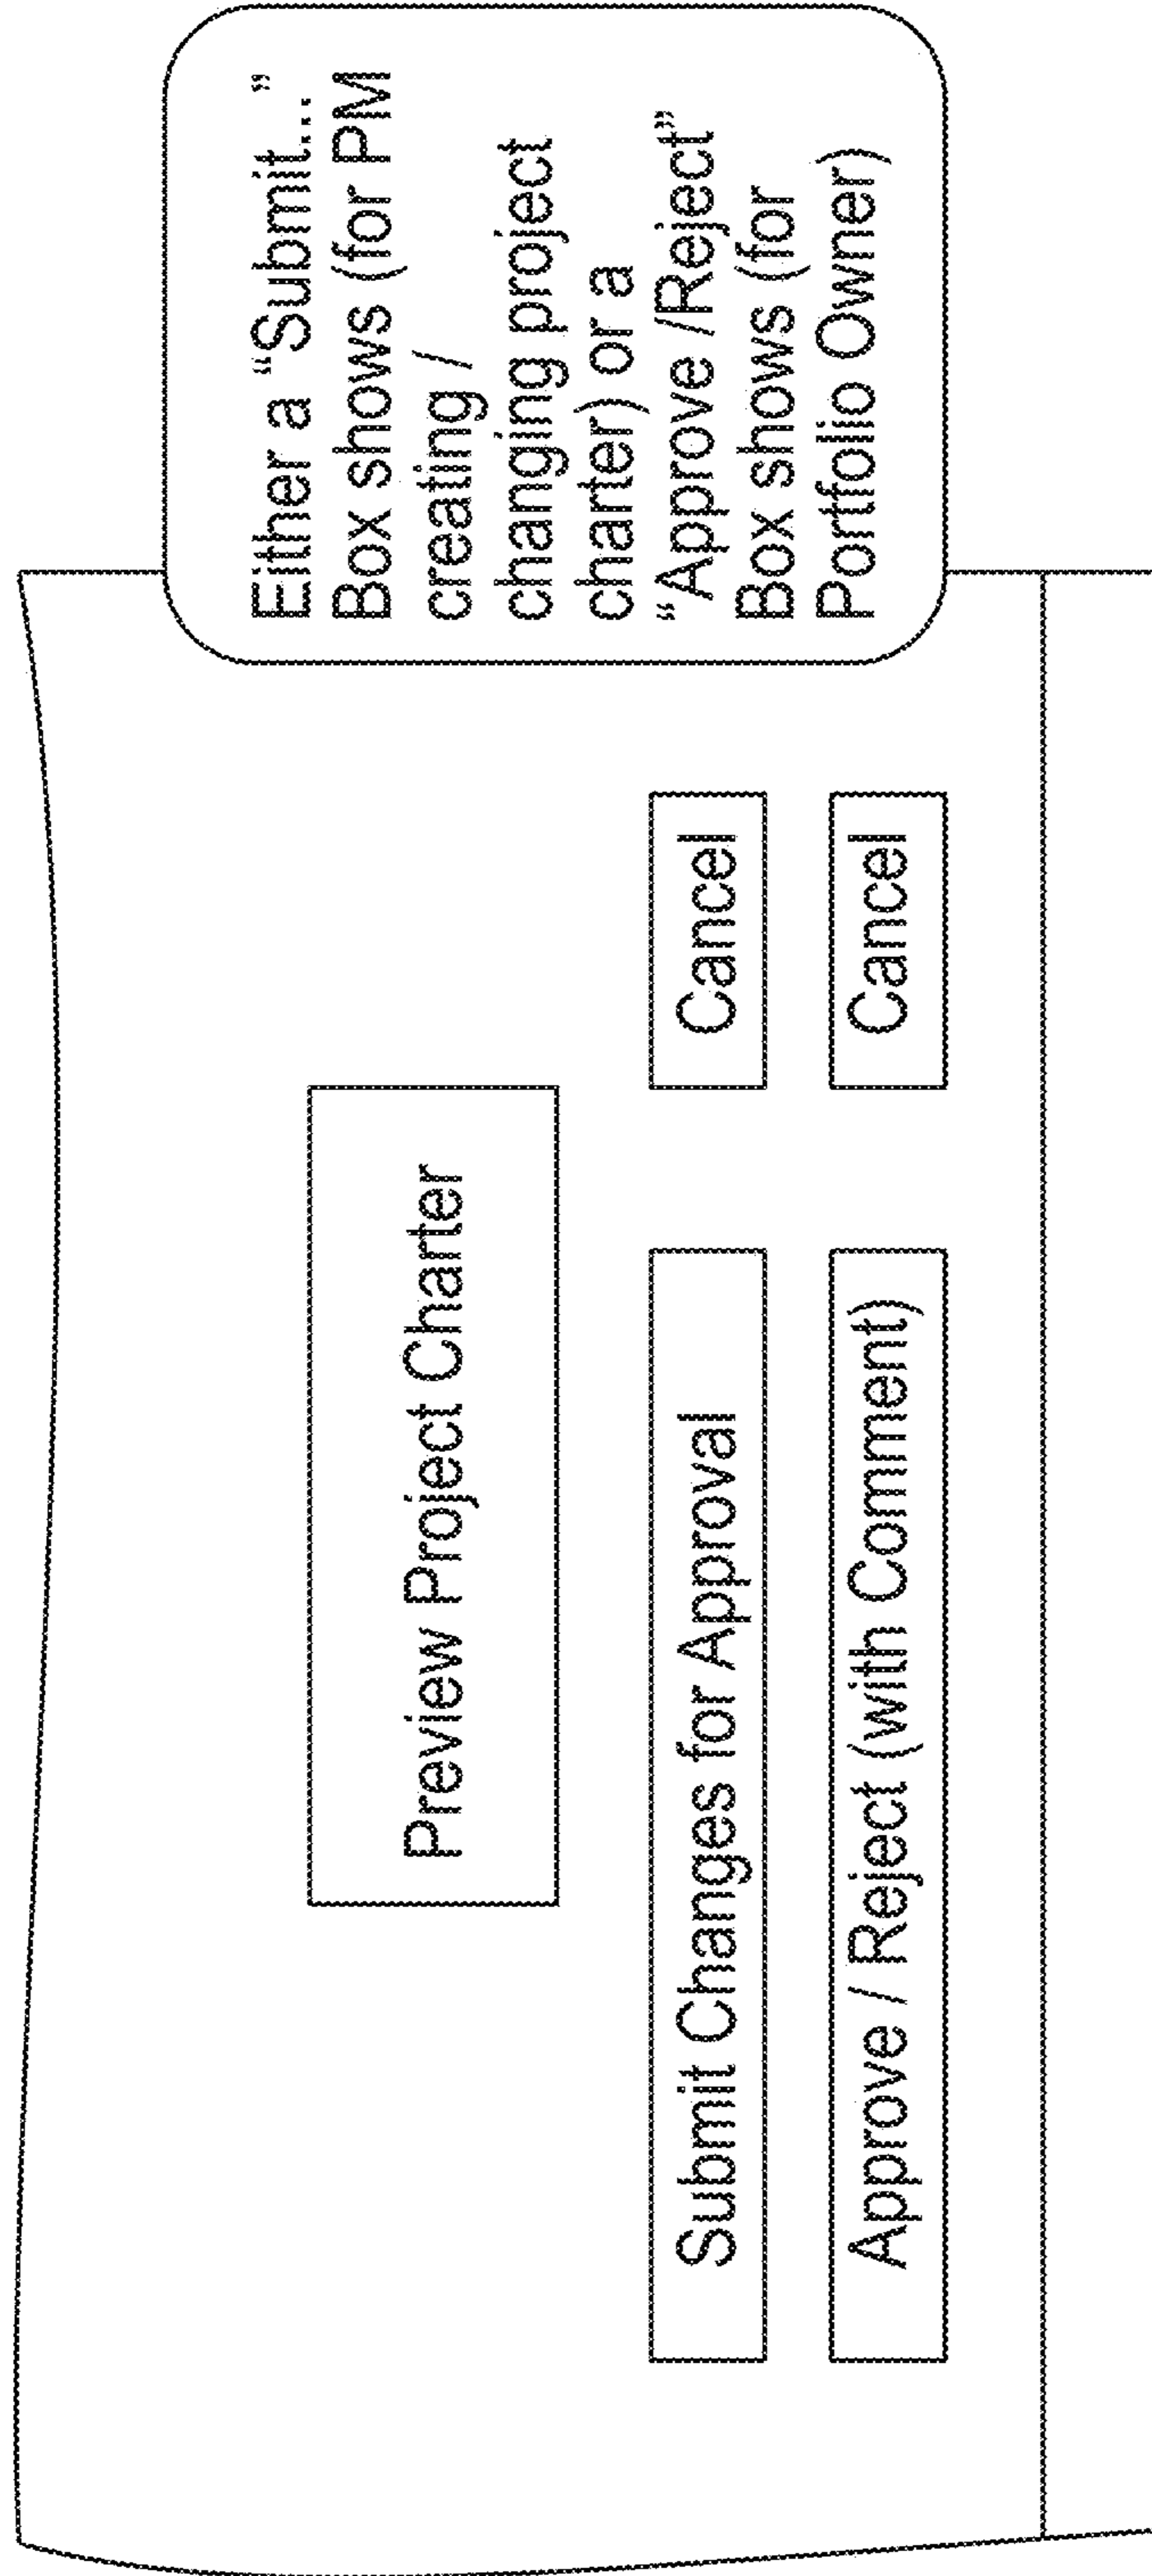 Preview Project Charter
Submit Changes for Approval
Cancel
Approve / Reject (with Comment)
Cancel
Either a “Submit... ”
Box shows (for PM
creating /
changing project
charter) or a
“Approve /Reject”
Box shows (for
Portfolio Owner)